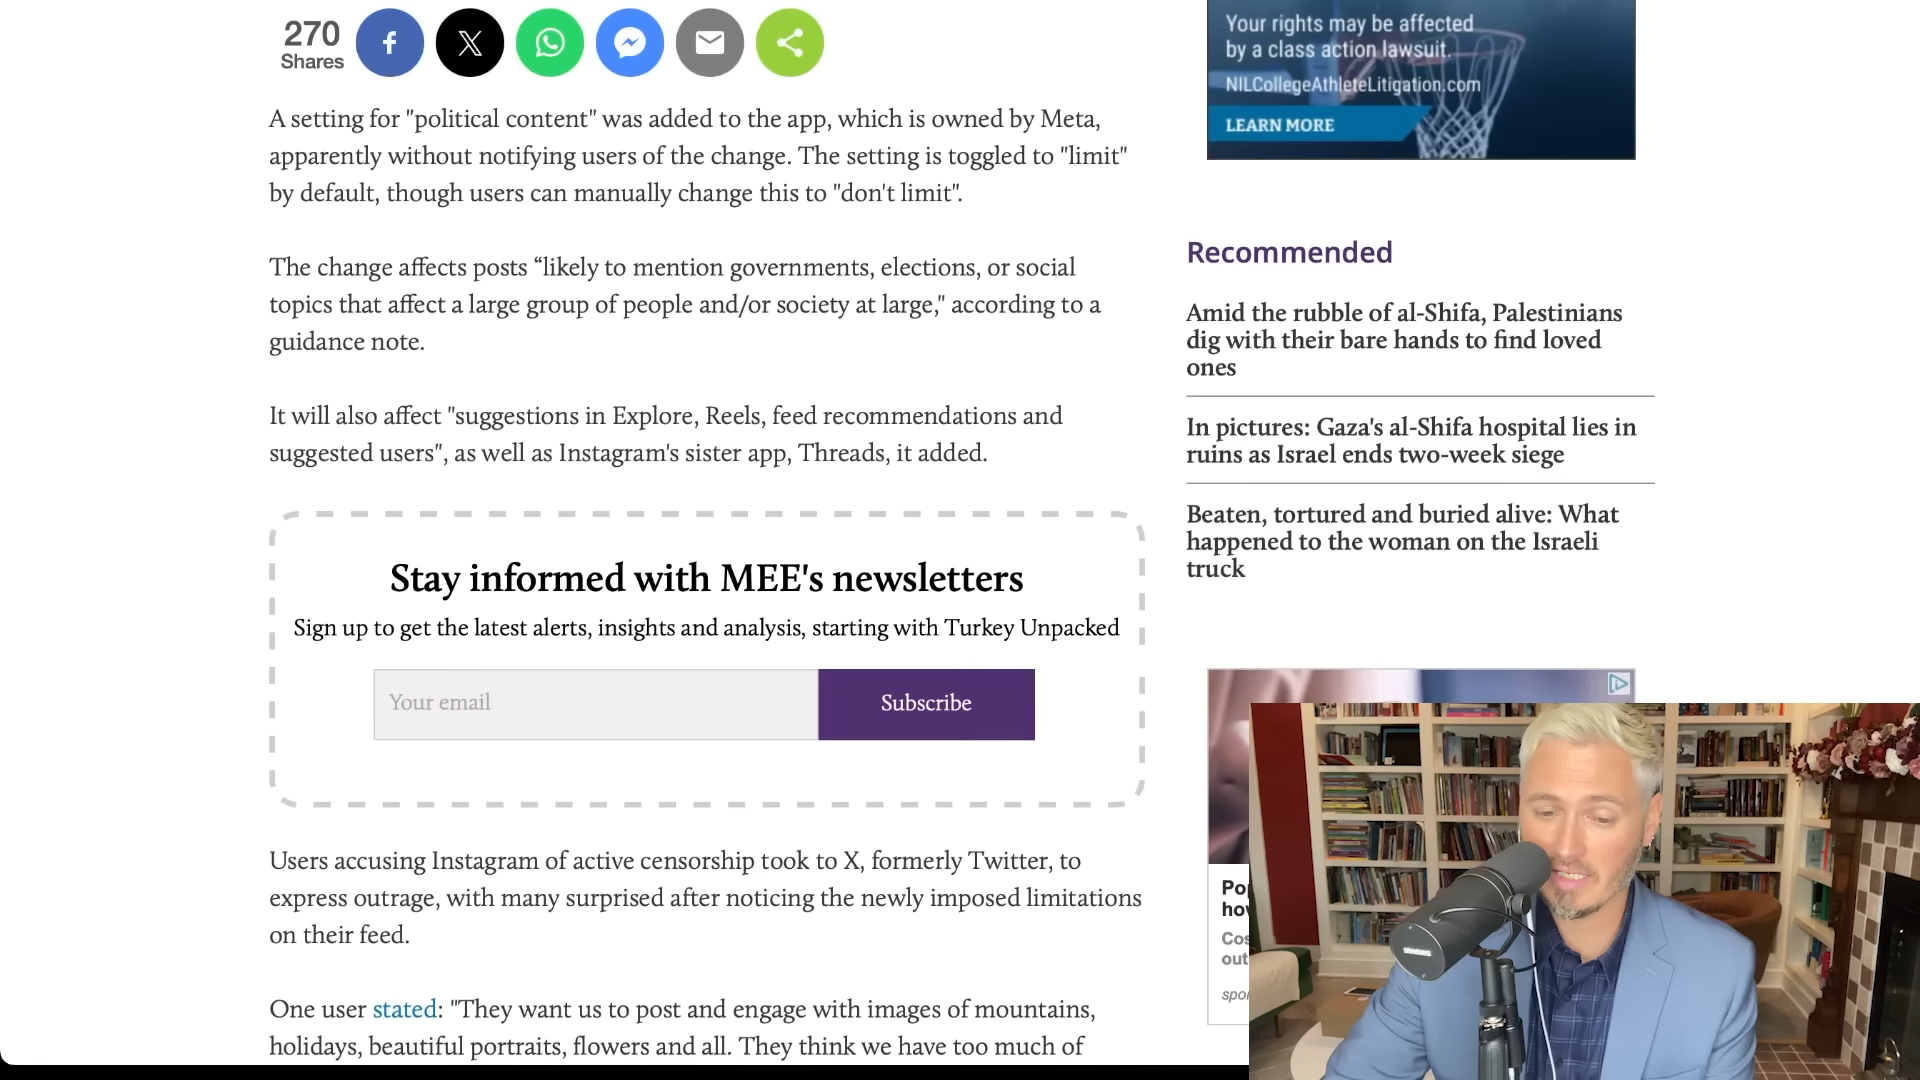 270
Shares
A setting for "political content" was added to the app, which is owned by Meta,
apparently without notifying users of the change. The setting is toggled to "limit"
by default, though users can manually change this to "don't limit".
The change affects posts “likely to mention governments, elections, or social
topics that affect a large group of people and/or society at large," according to a
guidance note.
It will also affect "suggestions in Explore, Reels, feed recommendations and
suggested users", as well as Instagram's sister app, Threads, it added.
Stay informed with MEE's newsletters
Sign up to get the latest alerts, insights and analysis, starting with Turkey Unpacked
Your email
Subscribe
Users accusing Instagram of active censorship took to X, formerly Twitter, to
express outrage, with many surprised after noticing the newly imposed limitations
on their feed.
One user stated: "They want us to post and engage with images of mountains,
holidays, beautiful portraits, flowers and all. They think we have too much of
Your rights may be affected
by a class action lawsuit.
NILCollegeAthleteLitigation.com
LEARN MORE
Recommended
Amid the rubble of al-Shifa, Palestinians
dig with their bare hands to find loved
ones
In pictures: Gaza's al-Shifa hospital lies in
ruins as Israel ends two-week siege
Beaten, tortured and buried alive: What
happened to the woman on the Israeli
truck